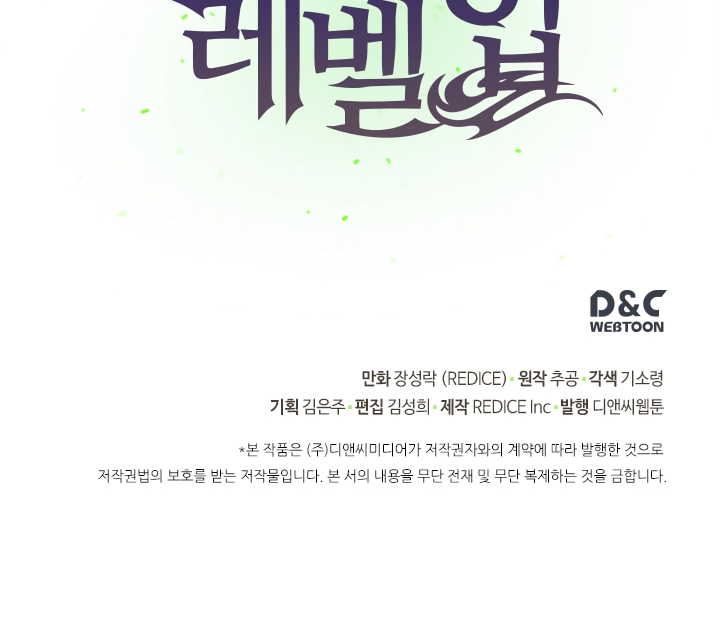 레벨업
D&C
WEBTOON
만화 장성락 (REDICE) • 원작 추공 • 각색 기소령
기획 김은주 • 편집 김성희 • 제작 REDICE Inc • 발행 디앤씨웹툰
*본 작품은 (주)디앤씨미디어가 저작권자와의 계약에 따라 발행한 것으로
저작권법의 보호를 받는 저작물입니다. 본 서의 내용을 무단 전재 및 무단 복제하는 것을 금합니다.